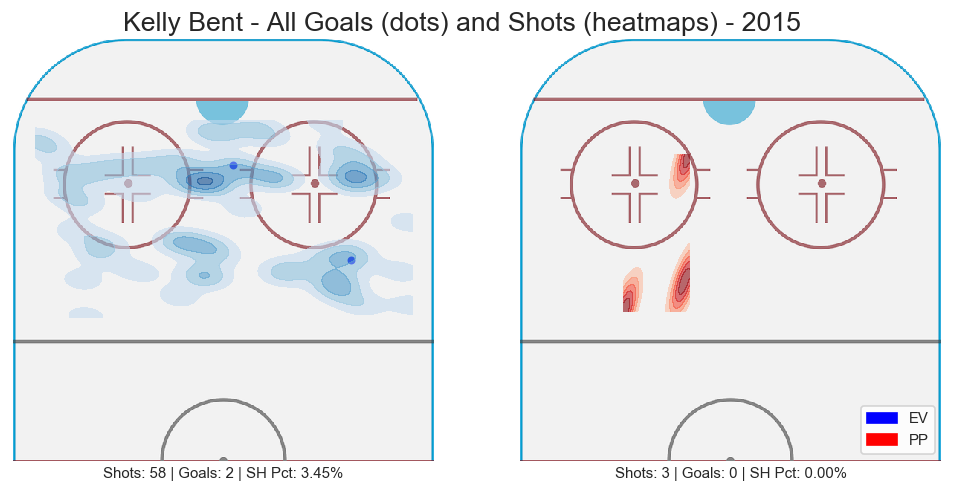 Kelly Bent - All Goals (dots) and Shots (heatmaps) - 2015
EV
PP
Shots: 58 | Goals: 2 | SH Pct: 3.45%
Shots: 3 | Goals: 0 | SH Pct: 0.00%